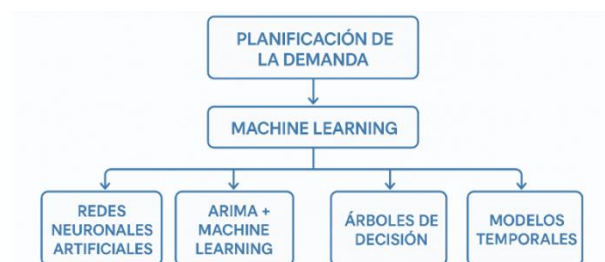 PLANIFICACIÓN DE
LA DEMANDA
MACHINE LEARNING
REDES
NEURONALES
ARTIFICIALES
ARIMA +
MACHINE
LEARNING
ÁRBOLES DE
DECISIÓN
MODELOS
TEMPORALES